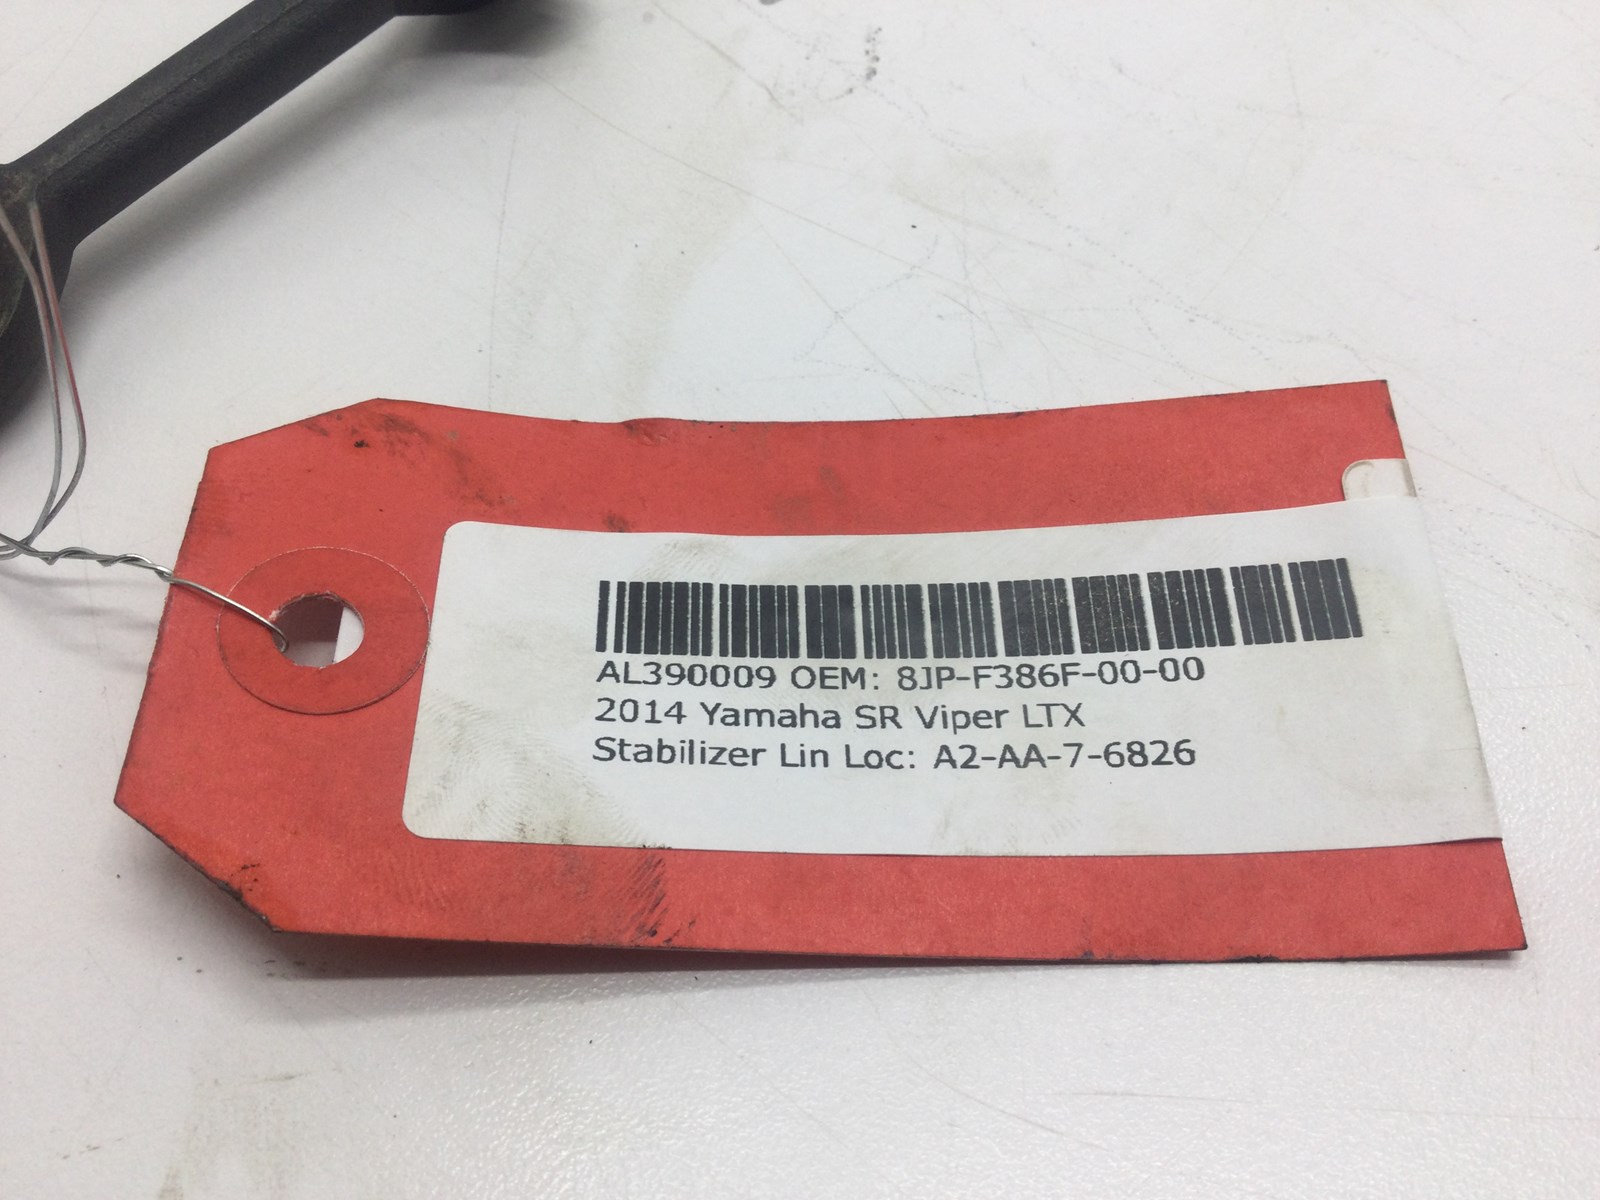 AL390009 OEM: 8JP-F386F-00-00
2014 Yamaha SR Viper LTX
Stabilizer Lin Loc: A2-AA-7-6826